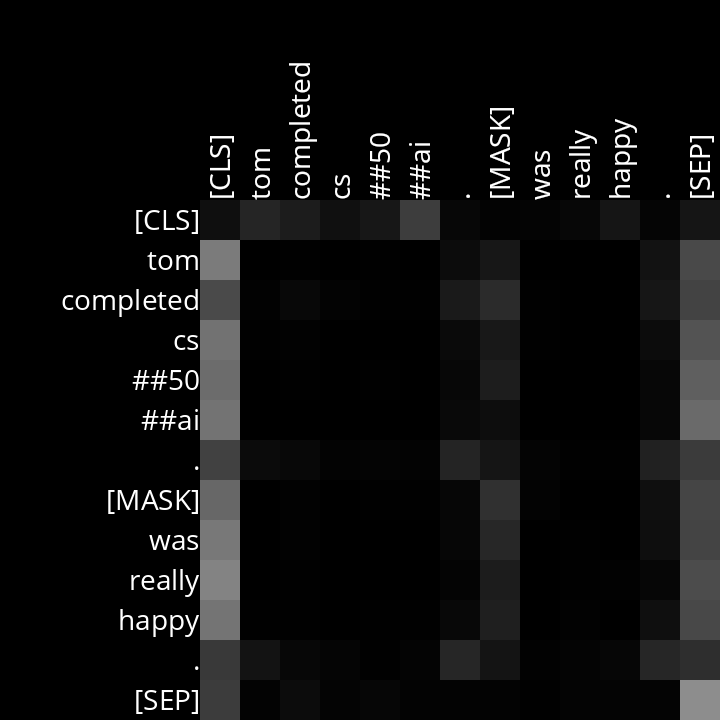 [CLS] tom completed cs ##50 ##ai . [MASK] was really happy . [SEP]
[CLS]
tom
completed
cs
##50
##ai
.
[MASK]
was
really
happy
.
[SEP]